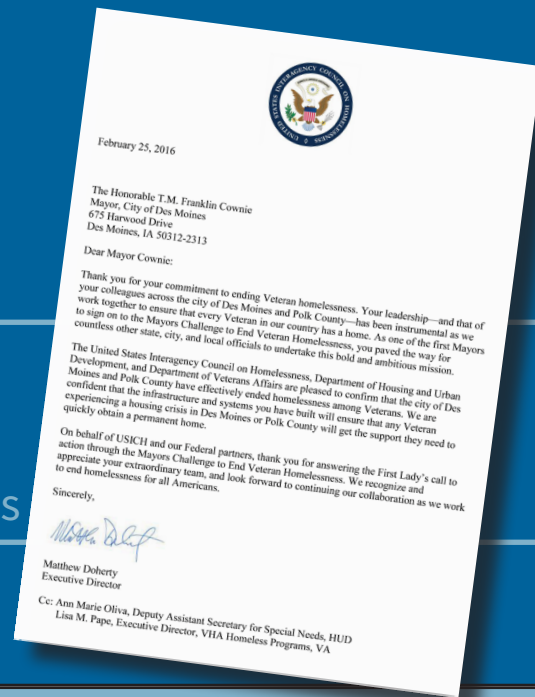 UNITED STATES INTERAGENCY COUNCIL ON HOMELESSNESS
February 25, 2016
The Honorable T.M. Franklin Cownie
Mayor, City of Des Moines
675 Harwood Drive
Des Moines, IA 50312-2313
Dear Mayor Cownie:
Thank you for your commitment to ending Veteran homelessness. Your leadership—and that of
your colleagues across the city of Des Moines and Polk County—has been instrumental as we
work together to ensure that every Veteran in our country has a home. As one of the first Mayors
to sign on to the Mayors Challenge to End Veteran Homelessness, you paved the way for
countless other state, city, and local officials to undertake this bold and ambitious mission.
The United States Interagency Council on Homelessness, Department of Housing and Urban
Development, and Department of Veterans Affairs are pleased to confirm that the city of Des
Moines and Polk County have effectively ended homelessness among Veterans. We are
confident that the infrastructure and systems you have built will ensure that any Veteran
experiencing a housing crisis in Des Moines or Polk County will get the support they need to
quickly obtain a permanent home.
On behalf of USICH and our Federal partners, thank you for answering the First Lady's call to
action through the Mayors Challenge to End Veteran Homelessness. We recognize and
appreciate your extraordinary team, and look forward to continuing our collaboration as we work
to end homelessness for all Americans.
Sincerely,
s
Matthew Doherty
Executive Director
Cc: Ann Marie Oliva, Deputy Assistant Secretary for Special Needs, HUD
Lisa M. Pape, Executive Director, VHA Homeless Programs, VA